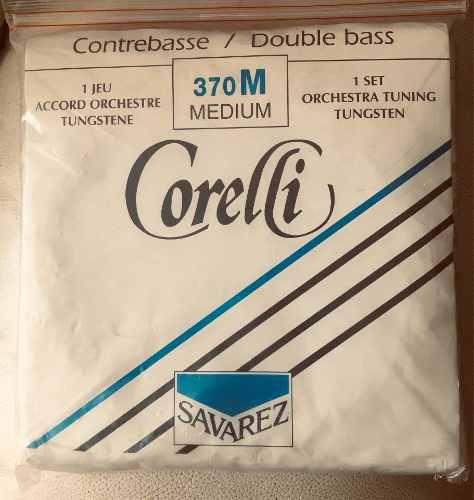 Contrebasse / Double bass
1 JEU
ACCORD ORCHESTRE
TUNGSTENE
370M
MEDIUM
1 SET
ORCHESTRA TUNING
TUNGSTEN
Corelli
SAVAREZ